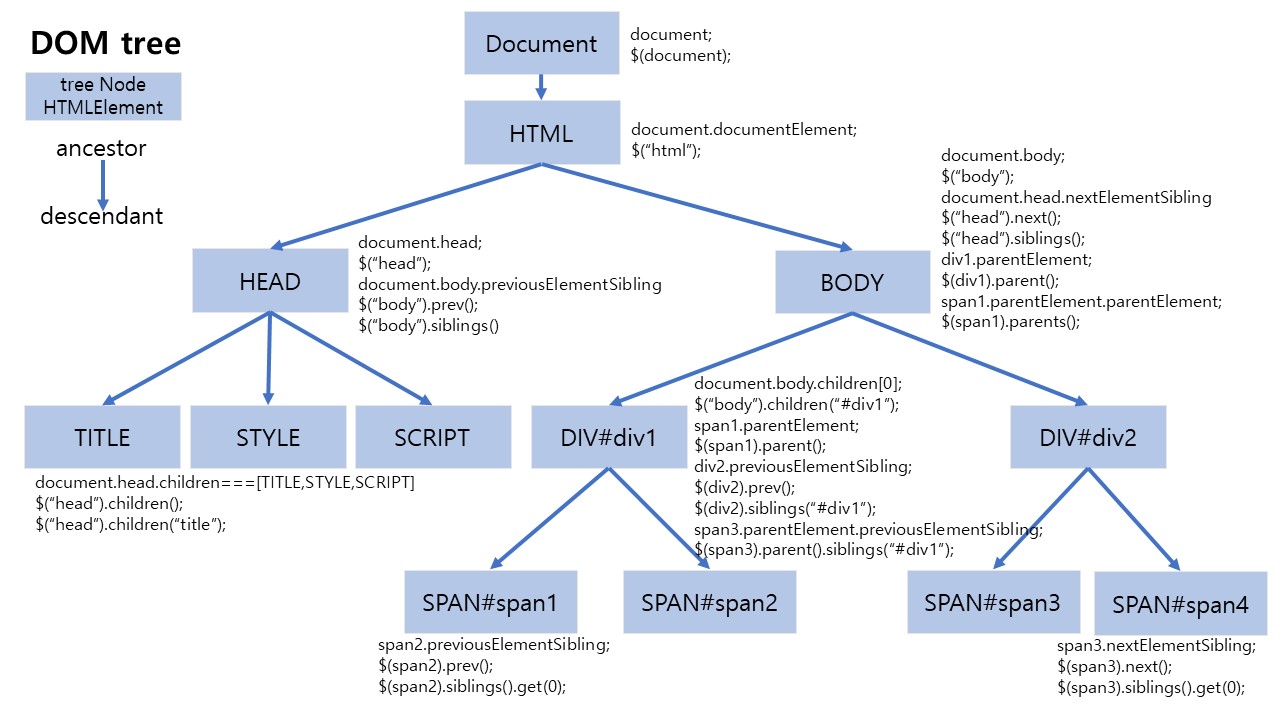 DOM tree
tree Node
HTMLElement
ancestor
descendant
Document
document;
$(document);
HTML
document.documentElement;
$(“html”);
HEAD
document.head;
$(“head”);
document.body.previousElementSibling
$(“body”).prev();
$(“body”).siblings()
BODY
document.body;
$(“body”);
document.head.nextElementSibling
$(“head”).next();
$(“head”).siblings();
div1.parentElement;
$(div1).parent();
span1.parentElement.parentElement;
$(span1).parents();
TITLE
STYLE
SCRIPT
document.head.children===[TITLE,STYLE,SCRIPT]
$(“head”).children();
$(“head”).children(“title”);
DIV#div1
document.body.children[0];
$(“body”).children(“#div1”);
span1.parentElement;
$(span1).parent();
div2.previousElementSibling;
$(div2).prev();
$(div2).siblings(“#div1”);
span3.parentElement.previousElementSibling;
$(span3).parent().siblings(“#div1”);
DIV#div2
SPAN#span1
span2.previousElementSibling;
$(span2).prev();
$(span2).siblings().get(0);
SPAN#span2
SPAN#span3
SPAN#span4
span3.nextElementSibling;
$(span3).next();
$(span3).siblings().get(0);